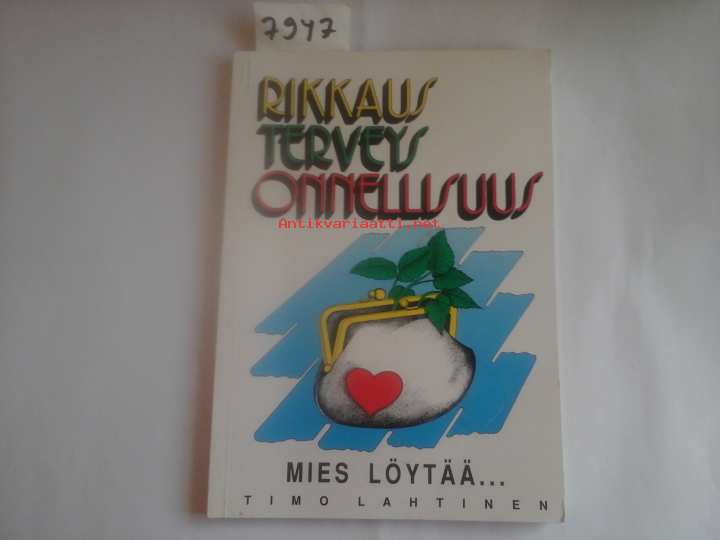 7947
RIKKAUS
TERVEYS
ONNELLISUUS
Antikvariaatti.net
MIES LÖYTÄÄ...
TIMO LAHTINEN